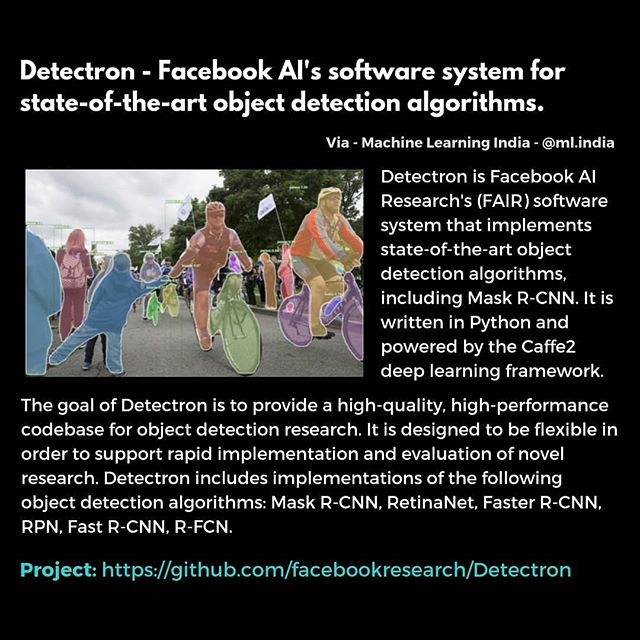 Detectron - Facebook AI's software system for
state-of-the-art object detection algorithms.
Via - Machine Learning India - @ml.india
Detectron is Facebook AI
Research's (FAIR) software
system that implements
state-of-the-art object
detection algorithms,
including Mask R-CNN. It is
written in Python and
powered by the Caffe2
deep learning framework.
The goal of Detectron is to provide a high-quality, high-performance
codebase for object detection research. It is designed to be flexible in
order to support rapid implementation and evaluation of novel
research. Detectron includes implementations of the following
object detection algorithms: Mask R-CNN, RetinaNet, Faster R-CNN,
RPN, Fast R-CNN, R-FCN.
Project: https://github.com/facebookresearch/Detectron